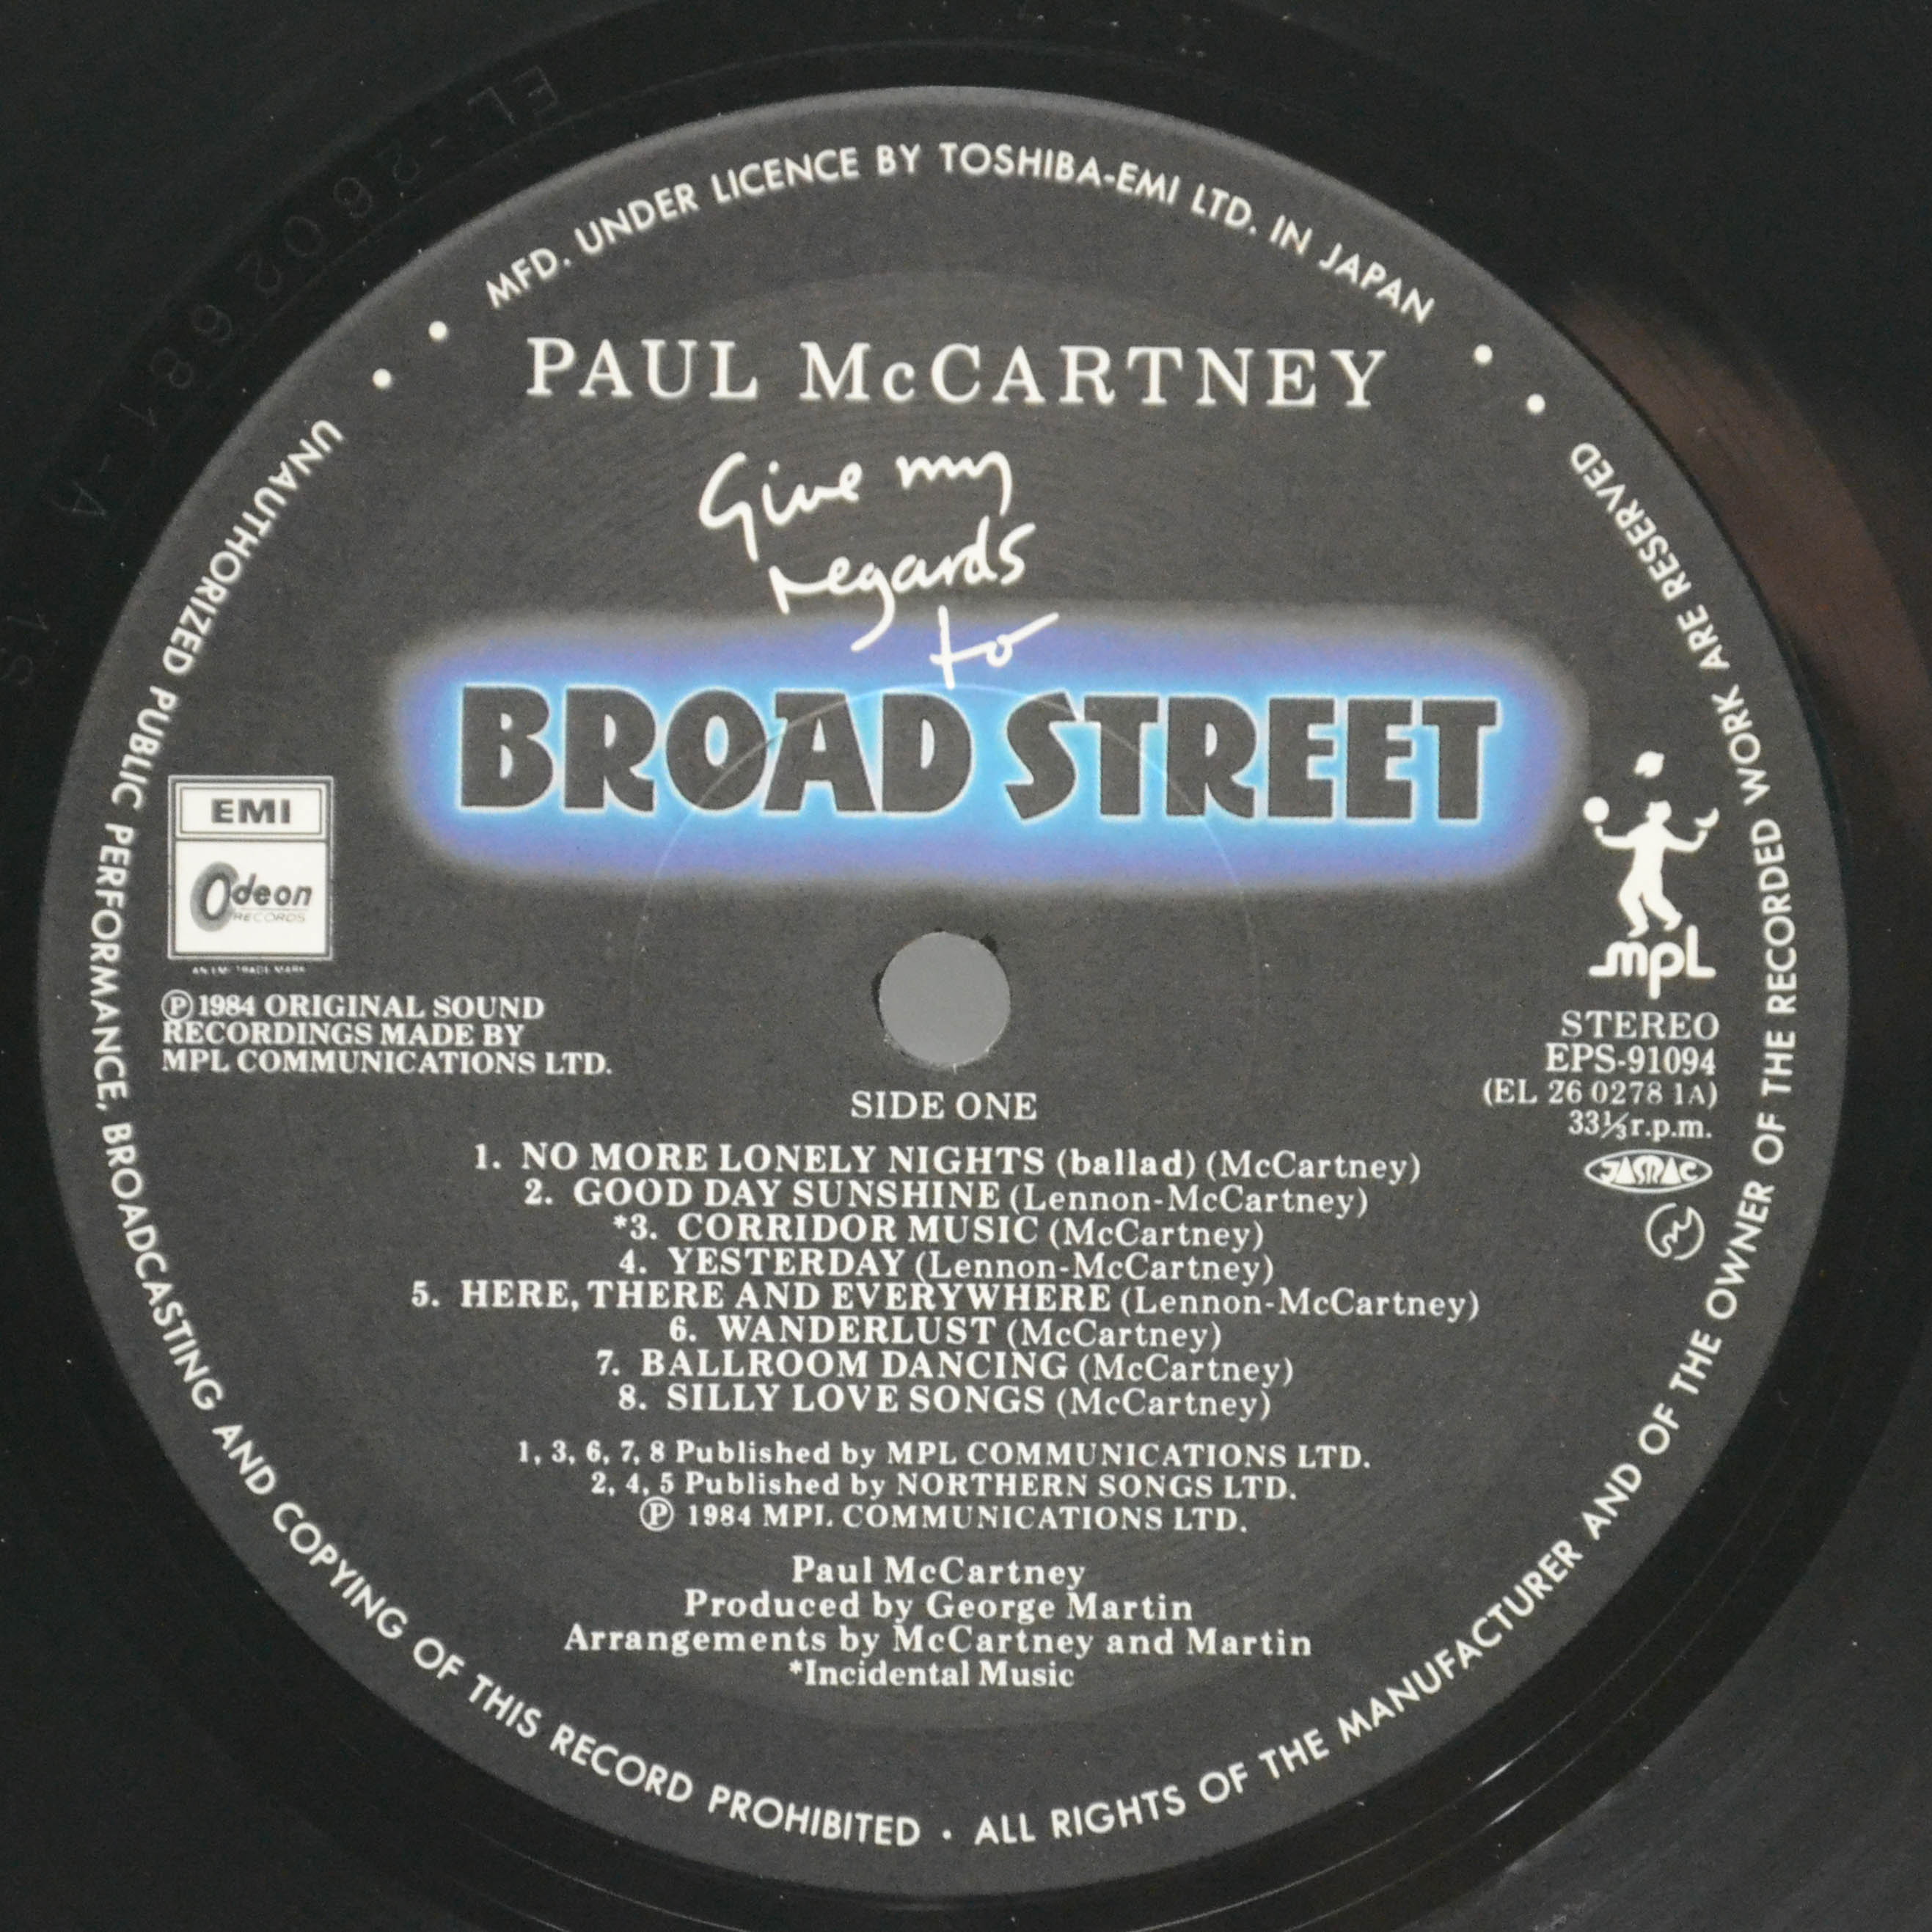 MFD. UNDER LICENCE BY TOSHIBA-EMI LTD. IN JAPAN
PAUL McCARTNEY
Give my
regards
to
BROAD STREET
EMI
Odeon
RECORDS
AN EMI TRADE MARK
mpl
Ⓟ1984 ORIGINAL SOUND
RECORDINGS MADE BY
MPL COMMUNICATIONS LTD.
STEREO
EPS-91094
(EL 26 0278 1A)
33⅓r.p.m.
JASRAC
SIDE ONE
1. NO MORE LONELY NIGHTS (ballad) (McCartney)
2. GOOD DAY SUNSHINE (Lennon-McCartney)
*3. CORRIDOR MUSIC (McCartney)
4. YESTERDAY (Lennon-McCartney)
5. HERE, THERE AND EVERYWHERE (Lennon-McCartney)
6. WANDERLUST (McCartney)
7. BALLROOM DANCING (McCartney)
8. SILLY LOVE SONGS (McCartney)
1, 3, 6, 7, 8 Published by MPL COMMUNICATIONS LTD.
2, 4, 5 Published by NORTHERN SONGS LTD.
Ⓟ 1984 MPL COMMUNICATIONS LTD.
Paul McCartney
Produced by George Martin
Arrangements by McCartney and Martin
*Incidental Music
UNAUTHORIZED PUBLIC PERFORMANCE, BROADCASTING AND COPYING OF THIS RECORD PROHIBITED • ALL RIGHTS OF THE MANUFACTURER AND OF THE OWNER OF THE RECORDED WORK ARE RESERVED